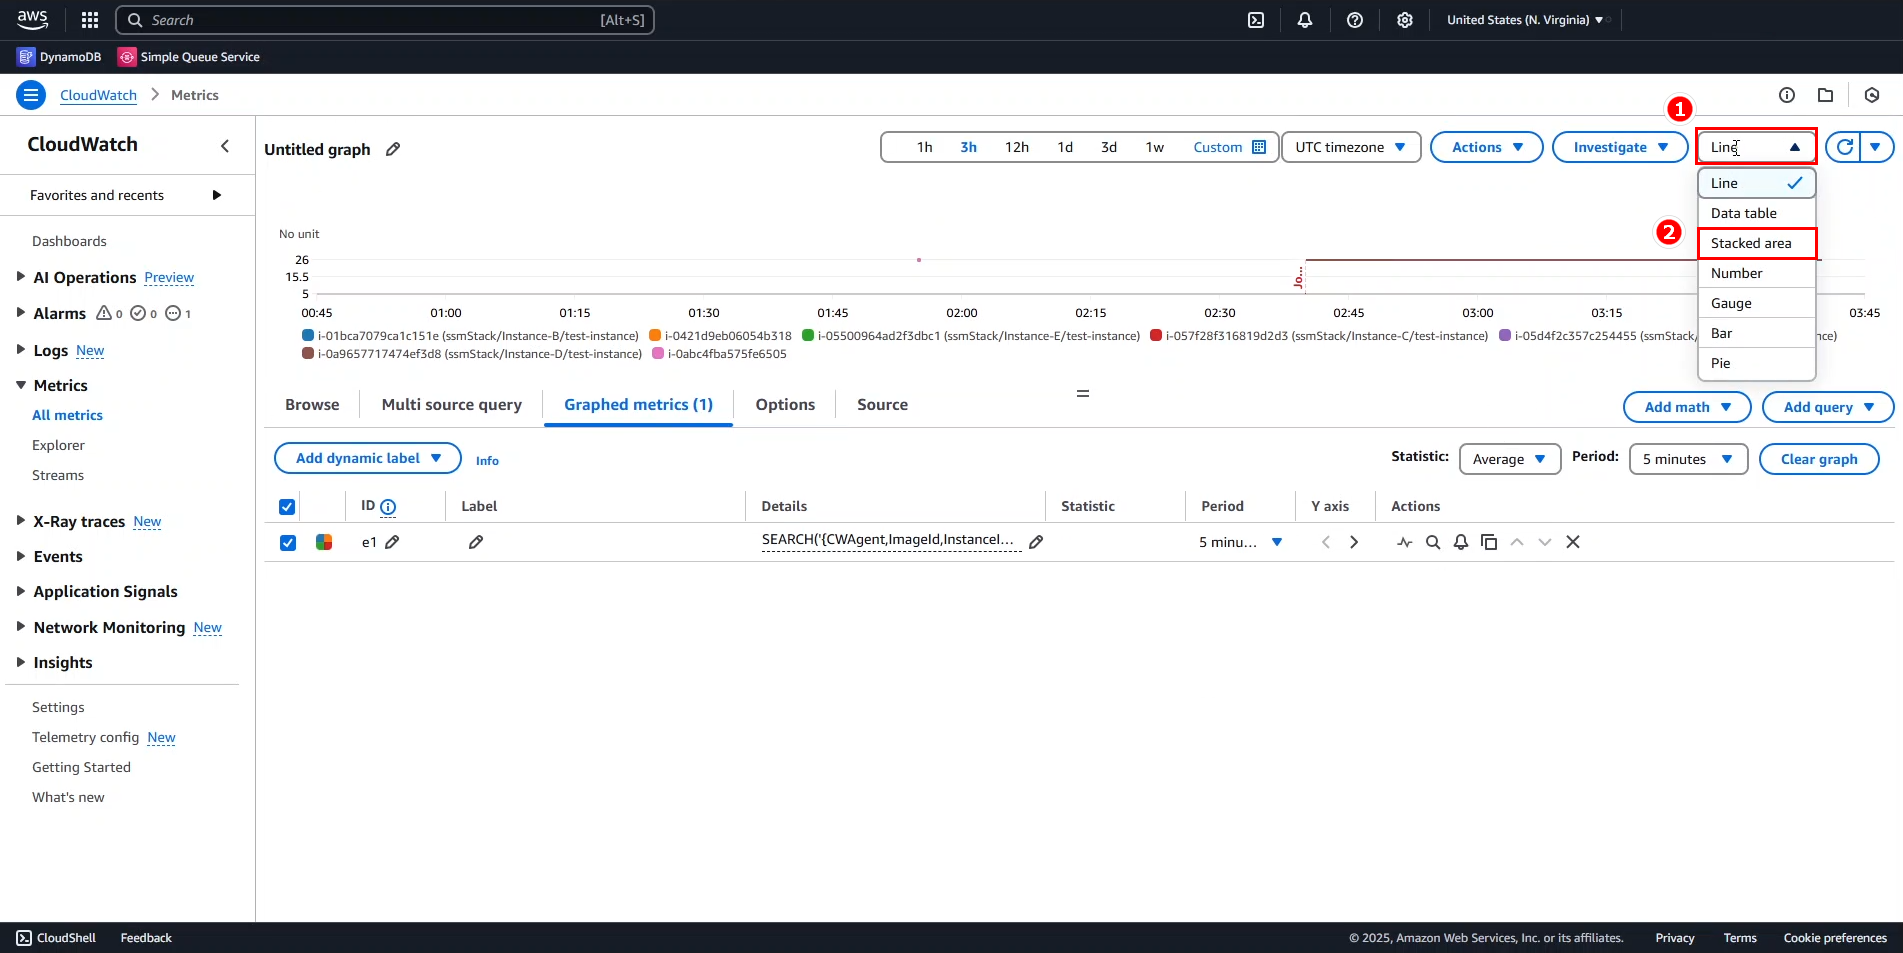 aws
Search
[Alt+S]
United States (N. Virginia)
DynamoDB
Simple Queue Service
CloudWatch
Metrics
1
CloudWatch
Untitled graph
1h
3h
12h
1d
3d
1w
Custom
UTC timezone
Actions
Investigate
Line
Favorites and recents
Line
Data table
2
Stacked area
Number
Gauge
Bar
Pie
Dashboards
AI Operations Preview
Alarms 0 0 1
Logs New
Metrics
All metrics
Explorer
Streams
X-Ray traces New
Events
Application Signals
Network Monitoring New
Insights
Settings
Telemetry config New
Getting Started
What's new
No unit
26
15.5
5
Jo...
00:45 01:00 01:15 01:30 01:45 02:00 02:15 02:30 02:45 03:00 03:15 03:45
i-01bca7079ca1c151e (ssmStack/Instance-B/test-instance) i-0421d9eb06054b318 i-05500964ad2f3dbc1 (ssmStack/Instance-E/test-instance) i-057f28f316819d2d3 (ssmStack/Instance-C/test-instance) i-05d4f2c357c254455 (ssmStack/ nce)
i-0a9657717474ef3d8 (ssmStack/Instance-D/test-instance) i-0abc4fba575fe6505
Browse
Multi source query
Graphed metrics (1)
Options
Source
Add math
Add query
Add dynamic label
Info
Statistic:
Average
Period:
5 minutes
Clear graph
ID
Label
Details
Statistic
Period
Y axis
Actions
e1
SEARCH('{CWAgent,ImageId,InstanceI...
5 minu...
CloudShell
Feedback
© 2025, Amazon Web Services, Inc. or its affiliates.
Privacy
Terms
Cookie preferences